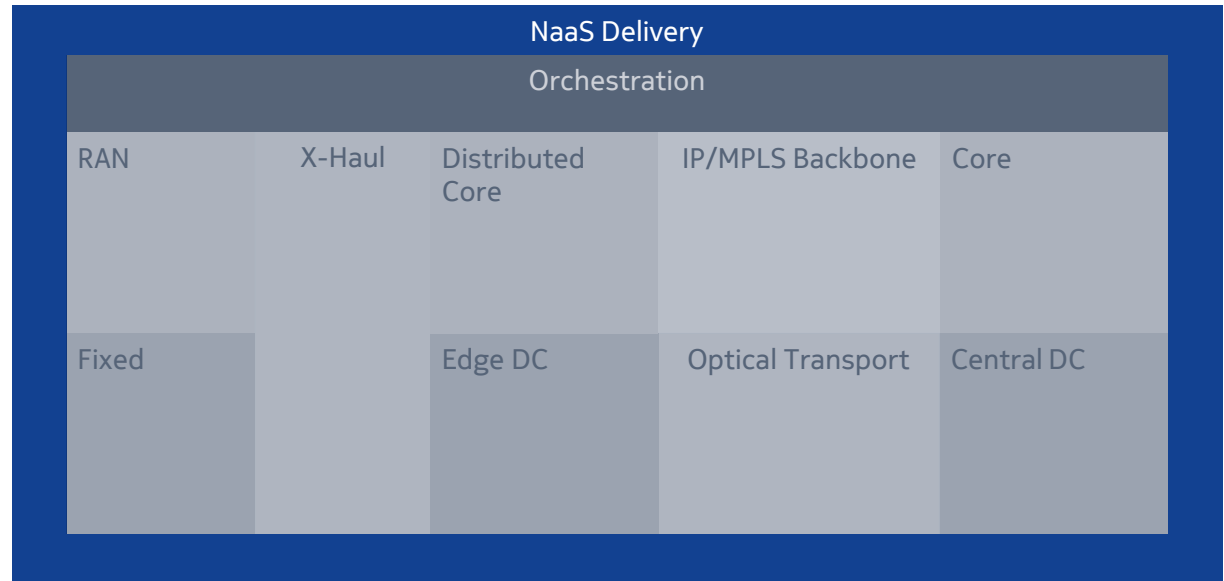 NaaS Delivery
Orchestration
RAN
X-Haul
Distributed
Core
IP/MPLS Backbone
Core
Fixed
Edge DC
Optical Transport
Central DC